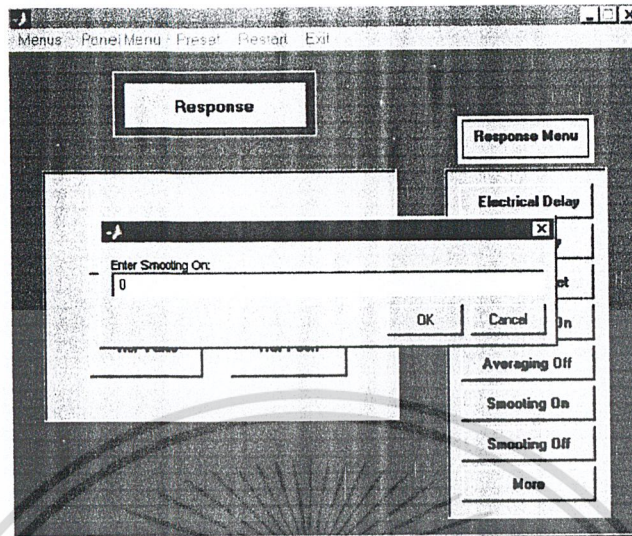 Menus Panel Menu Preset Restart Exit
Response
Response Menu
Electrical Delay
Enter Smooting On:
0
OK Cancel
Averaging Off
Smooting On
Smooting Off
More